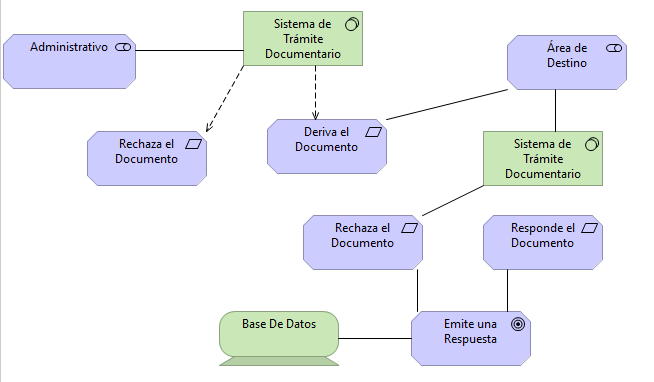 Administrativo
Sistema de
Trámite
Documentario
Área de
Destino
Rechaza el
Documento
Deriva el
Documento
Sistema de
Trámite
Documentario
Rechaza el
Documento
Responde el
Documento
Base De Datos
Emite una
Respuesta